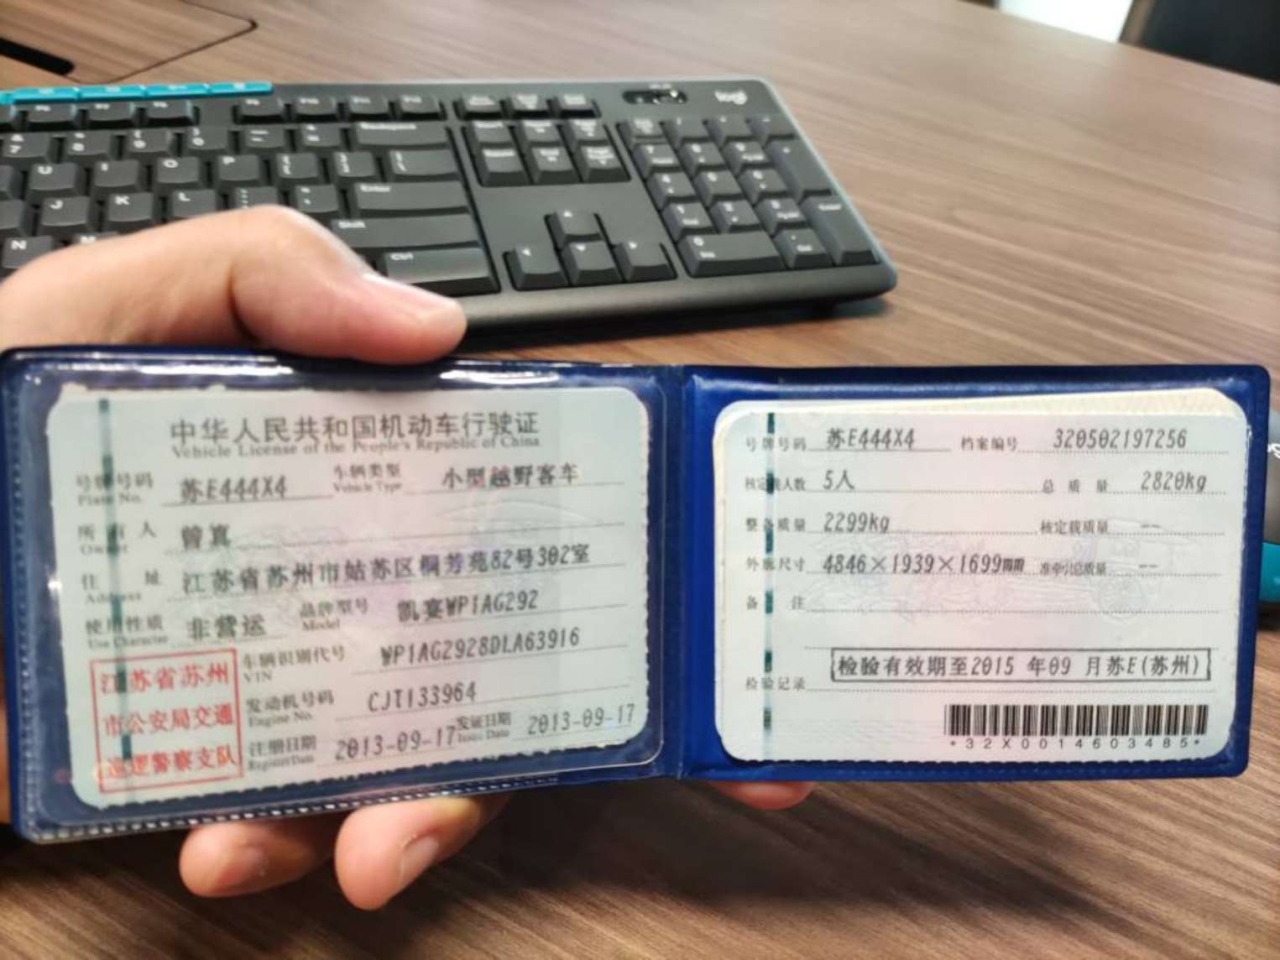 logi
Backspace
Enter
Shift
Ctrl
中华人民共和国机动车行驶证
Vehicle License of the People's Republic of China
号牌号码 Plate No. 苏E444X4 车辆类型 Vehicle Type 小型越野客车
所有人 Owner 曾真
住址 Address 江苏省苏州市姑苏区桐芳苑82号302室
使用性质 Use Character 非营运 品牌型号 Model 凯宴WP1AG292
江苏省苏州
市公安局交通
巡逻警察支队
车辆识别代号 VIN WP1AG2928DLA63916
发动机号码 Engine No. CJT133964
注册日期 Register Date 2013-09-17 发证日期 Issue Date 2013-09-17
号牌号码 苏E444X4 档案编号 320502197256
核定载人数 5人 总质量 2820kg
整备质量 2299kg 核定载质量 --
外廓尺寸 4846×1939×1699mm 准牵引总质量 --
备注
检验记录 检验有效期至2015 年09 月苏E(苏州)
*32X0014603485*